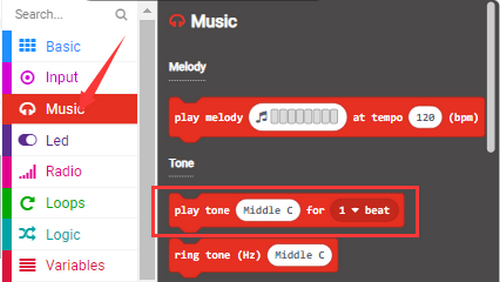 Search...
Basic
Input
Music
Led
Radio
Loops
Logic
Variables
Music
Melody
play melody at tempo 120 (bpm)
Tone
play tone Middle C for 1 beat
ring tone (Hz) Middle C